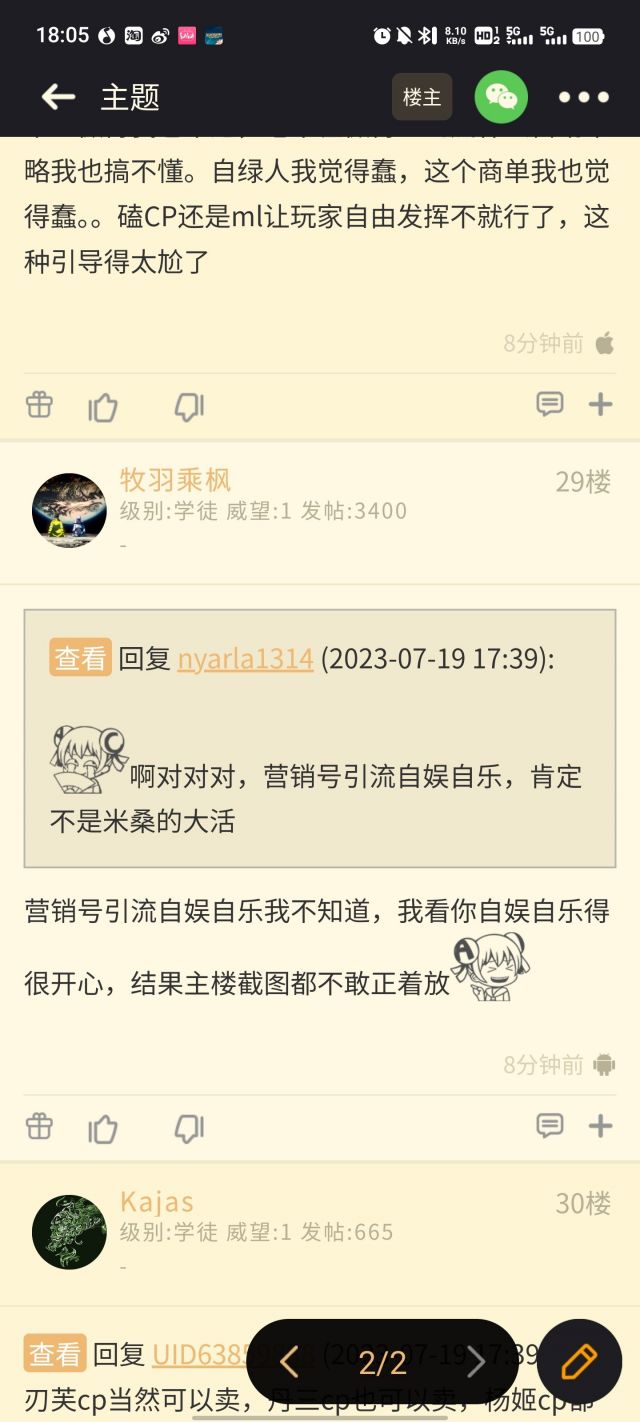 18:05
8.10 KB/s HD 1 2 5G 5G 100
主题
楼主
略我也搞不懂。自绿人我觉得蠢，这个商单我也觉
得蠢。。磕CP还是ml让玩家自由发挥不就行了，这
种引导得太尬了
8分钟前
牧羽乘枫
29楼
级别:学徒 威望:1 发帖:3400
-
查看 回复 nyarla1314 (2023-07-19 17:39):
啊对对对，营销号引流自娱自乐，肯定
不是米桑的大活
营销号引流自娱自乐我不知道，我看你自娱自乐得
很开心，结果主楼截图都不敢正着放
8分钟前
Kajas
30楼
级别:学徒 威望:1 发帖:665
-
查看 回复 (2023-07-19 17:39
2/2
刃芙cp当然可以卖，丹三cp也可以卖，杨姬cp都